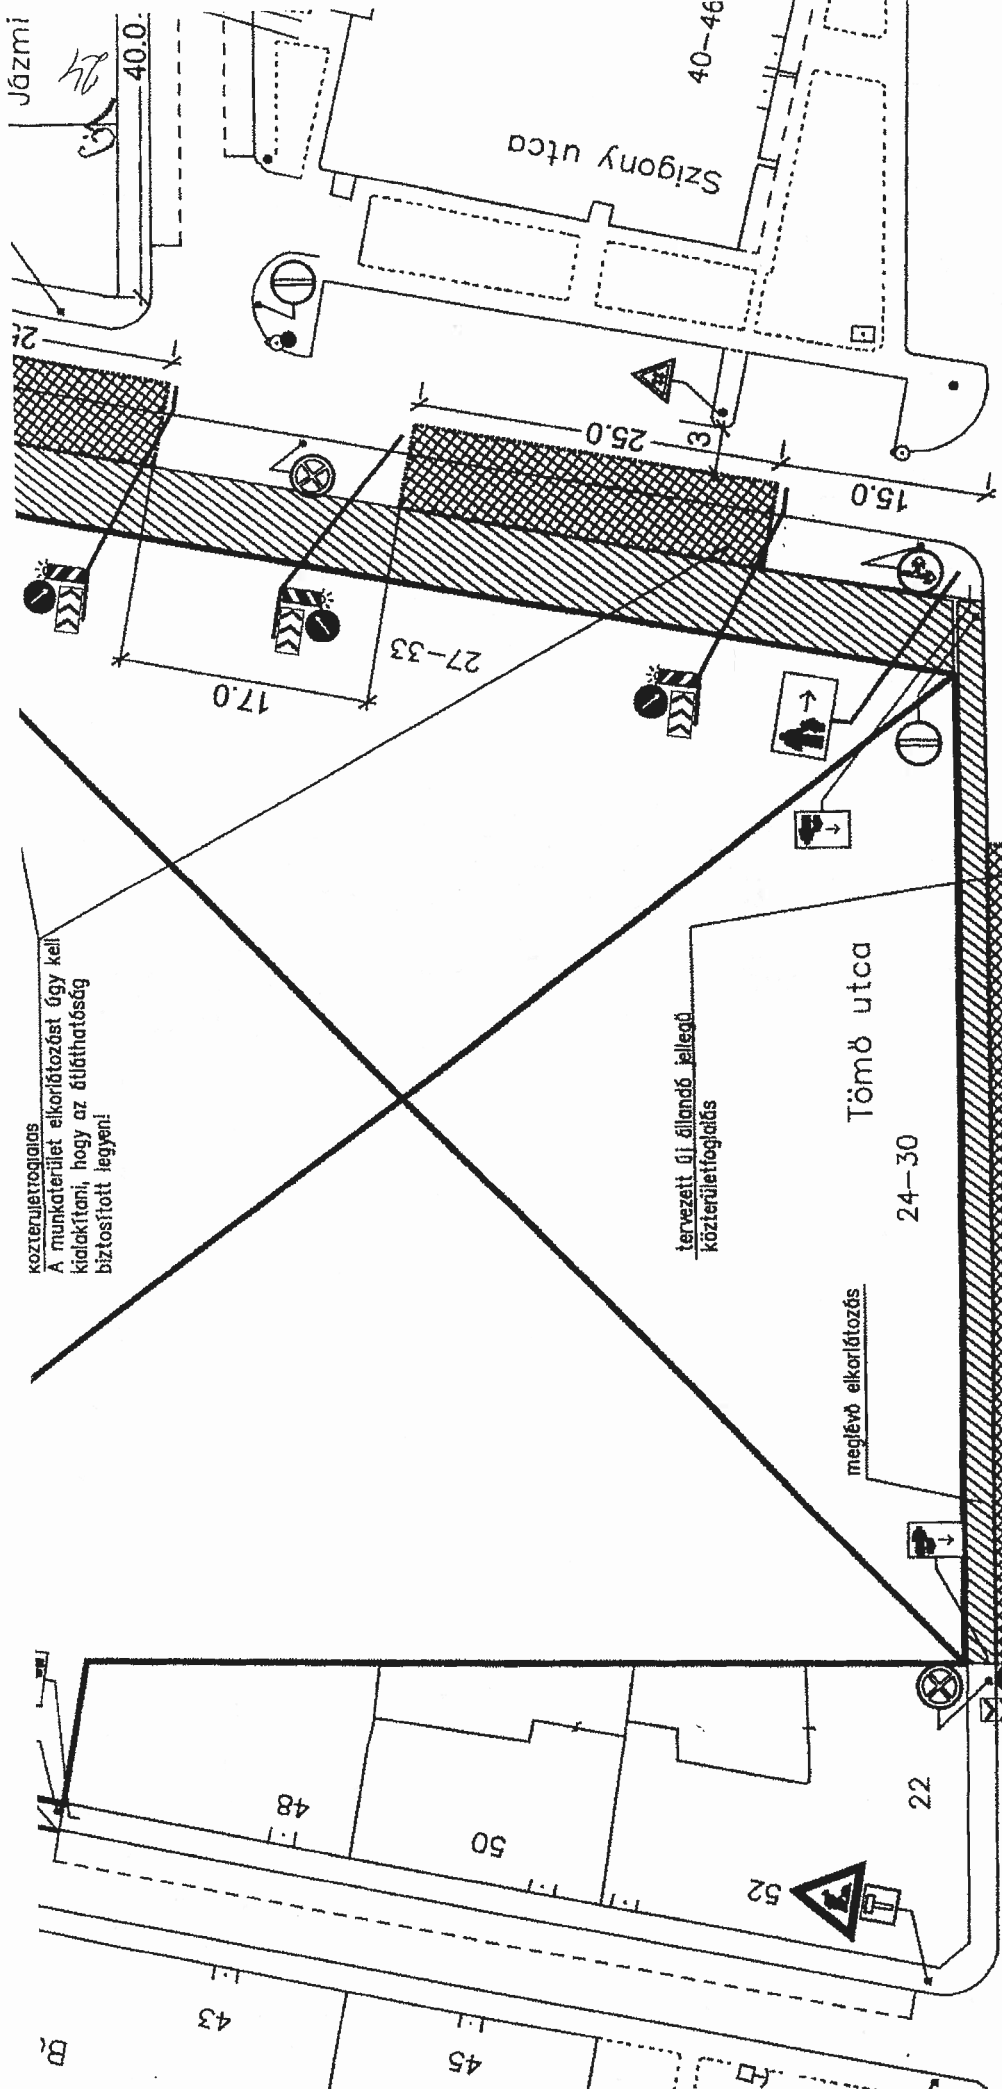 Jázmi
24
40.0
40-46
Szigony utca
25.0
3
15.0
17.0
27-33
közterületfoglalás
A munkaterület elkorlátozást úgy kell
kialakítani, hogy az átláthatóság
biztosított legyen!
tervezett új állandó jellegű
közterületfoglalás
Tömő utca
24-30
meglévő elkorlátozás
48
50
52
22
43
45